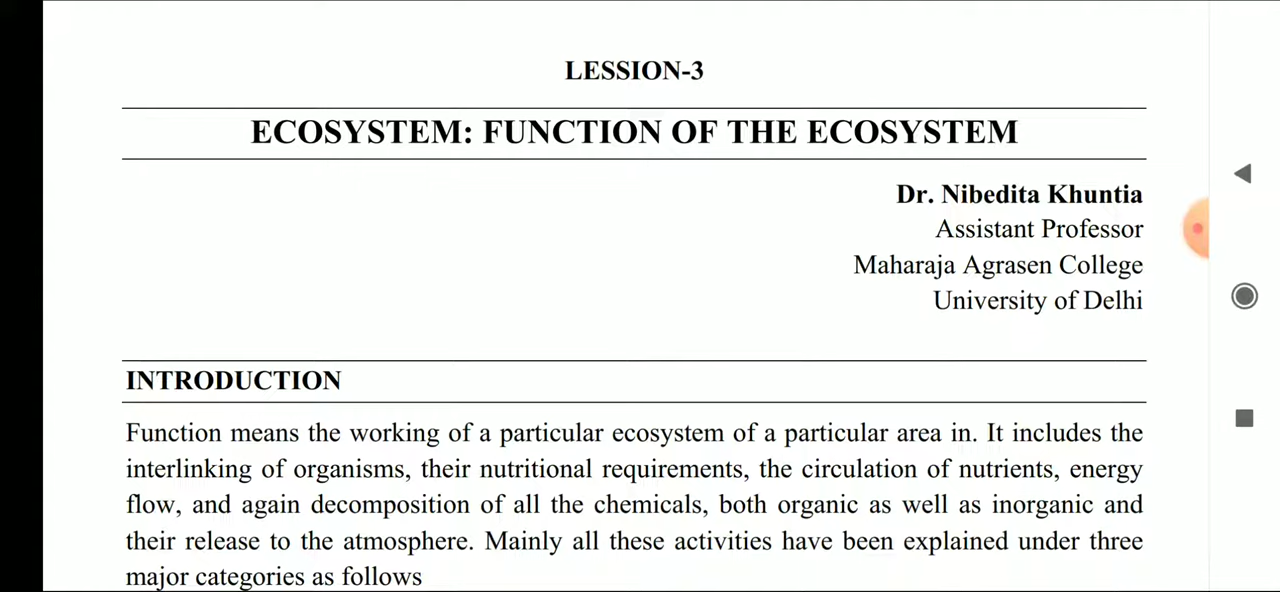 LESSION-3
ECOSYSTEM: FUNCTION OF THE ECOSYSTEM
Dr. Nibedita Khuntia
Assistant Professor
Maharaja Agrasen College
University of Delhi
INTRODUCTION
Function means the working of a particular ecosystem of a particular area in. It includes the
interlinking of organisms, their nutritional requirements, the circulation of nutrients, energy
flow, and again decomposition of all the chemicals, both organic as well as inorganic and
their release to the atmosphere. Mainly all these activities have been explained under three
major categories as follows